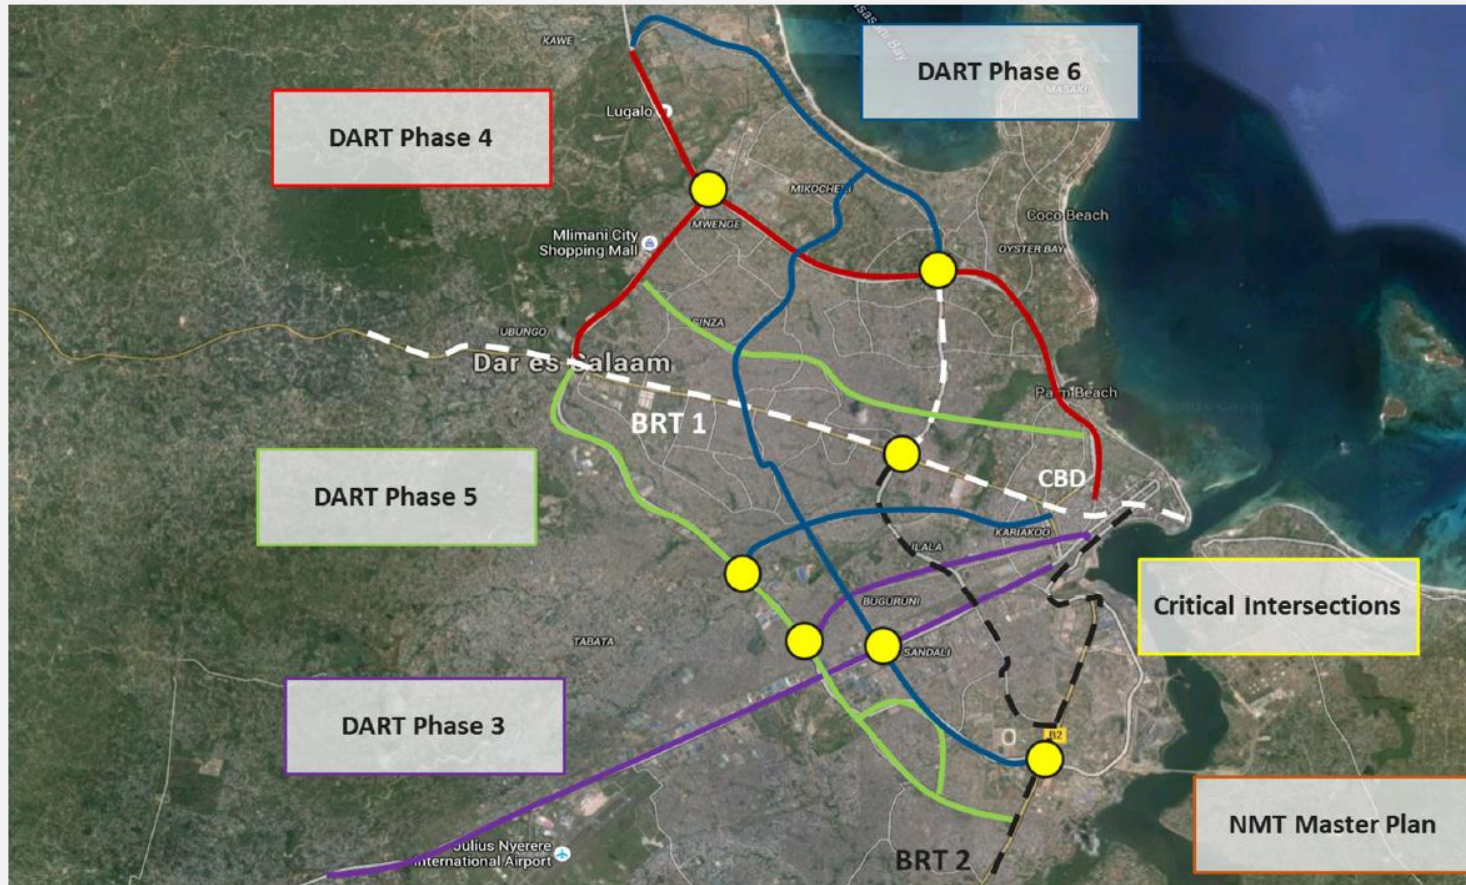 KAWE
DART Phase 6
MASAKI
DART Phase 4
Lugalo
MWENGE
Coco Beach
Mlimani City
Shopping Mall
OYSTER BAY
UBUNGO
Dar es Salaam
Palm Beach
BRT 1
CBD
DART Phase 5
KARIAKOO
ILALA
Critical Intersections
BUGURUNI
TABATA
SANDALI
DART Phase 3
B2
NMT Master Plan
Julius Nyerere
International Airport
BRT 2